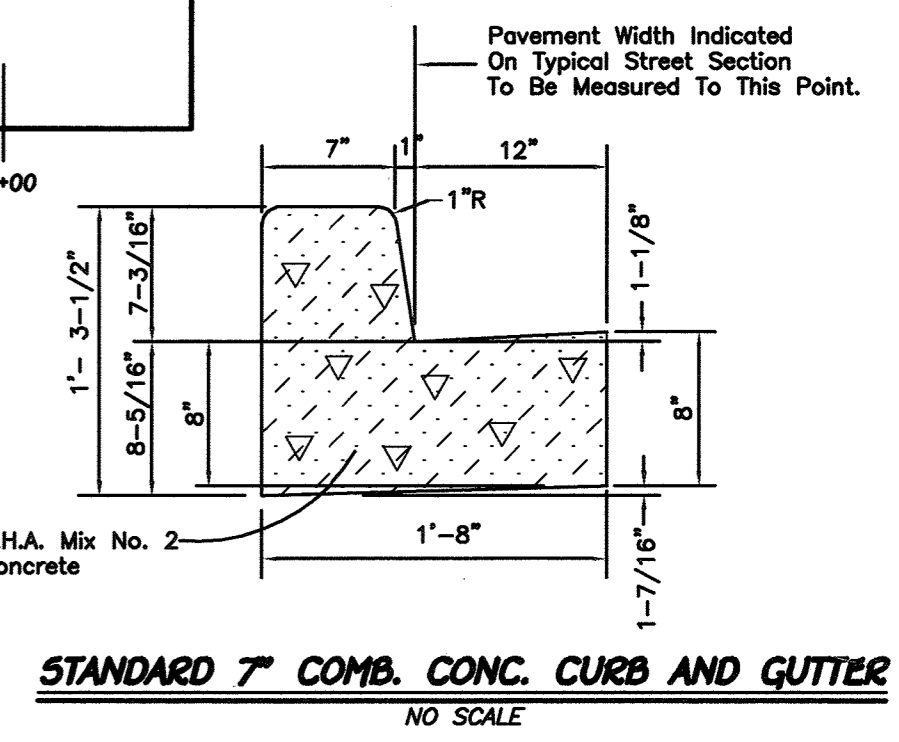 Pavement Width Indicated
On Typical Street Section
To Be Measured To This Point.
7"
1"
12"
+00
1"R
1'- 3-1/2"
7-3/16"
1-1/8"
8-5/16"
8"
8"
.H.A. Mix No. 2
oncrete
1'-8"
1-7/16"
STANDARD 7" COMB. CONC. CURB AND GUTTER
NO SCALE